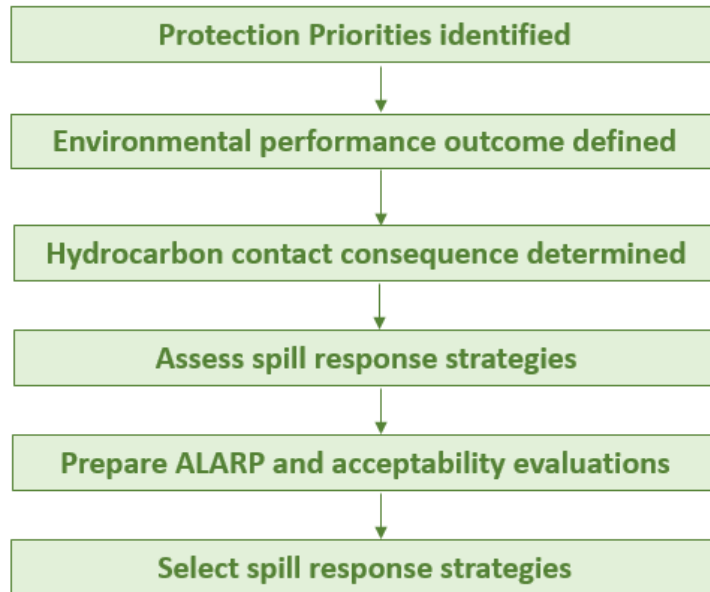 Protection Priorities identified
Environmental performance outcome defined
Hydrocarbon contact consequence determined
Assess spill response strategies
Prepare ALARP and acceptability evaluations
Select spill response strategies